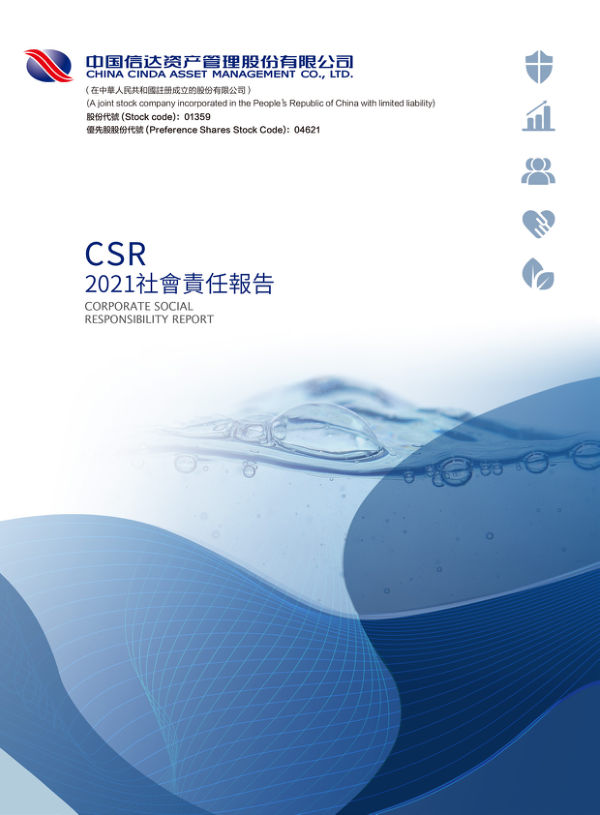 中国信达资产管理股份有限公司
CHINA CINDA ASSET MANAGEMENT CO., LTD.
(在中華人民共和國註册成立的股份有限公司)
(A joint stock company incorporated in the People's Republic of China with limited liability)
股份代號 (Stock code): 01359
優先股股份代號 (Preference Shares Stock Code): 04621
CSR
2021社會責任報告
CORPORATE SOCIAL
RESPONSIBILITY REPORT